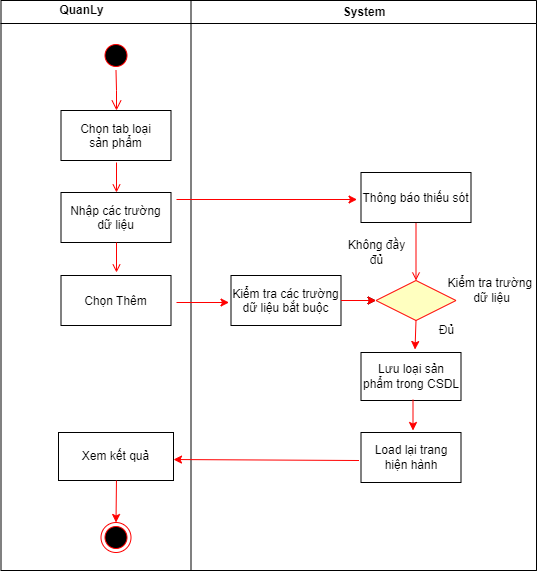 QuanLy
System
Chọn tab loại
sản phẩm
Nhập các trường
dữ liệu
Thông báo thiếu sót
Không đầy
đủ
Chọn Thêm
Kiểm tra các trường
dữ liệu bắt buộc
Kiểm tra trường
dữ liệu
Đủ
Lưu loại sản
phẩm trong CSDL
Xem kết quả
Load lại trang
hiện hành